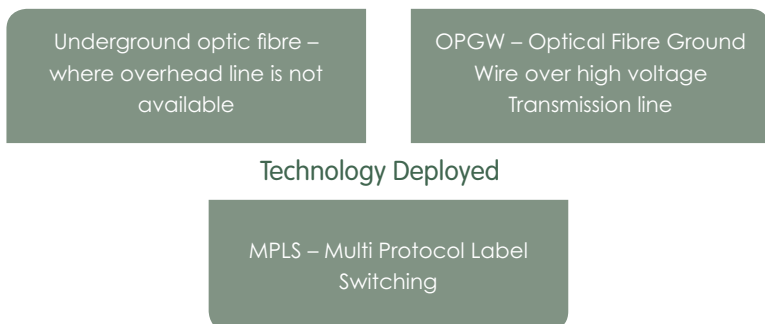 Underground optic fibre –
where overhead line is not
available
OPGW – Optical Fibre Ground
Wire over high voltage
Transmission line
Technology Deployed
MPLS – Multi Protocol Label
Switching